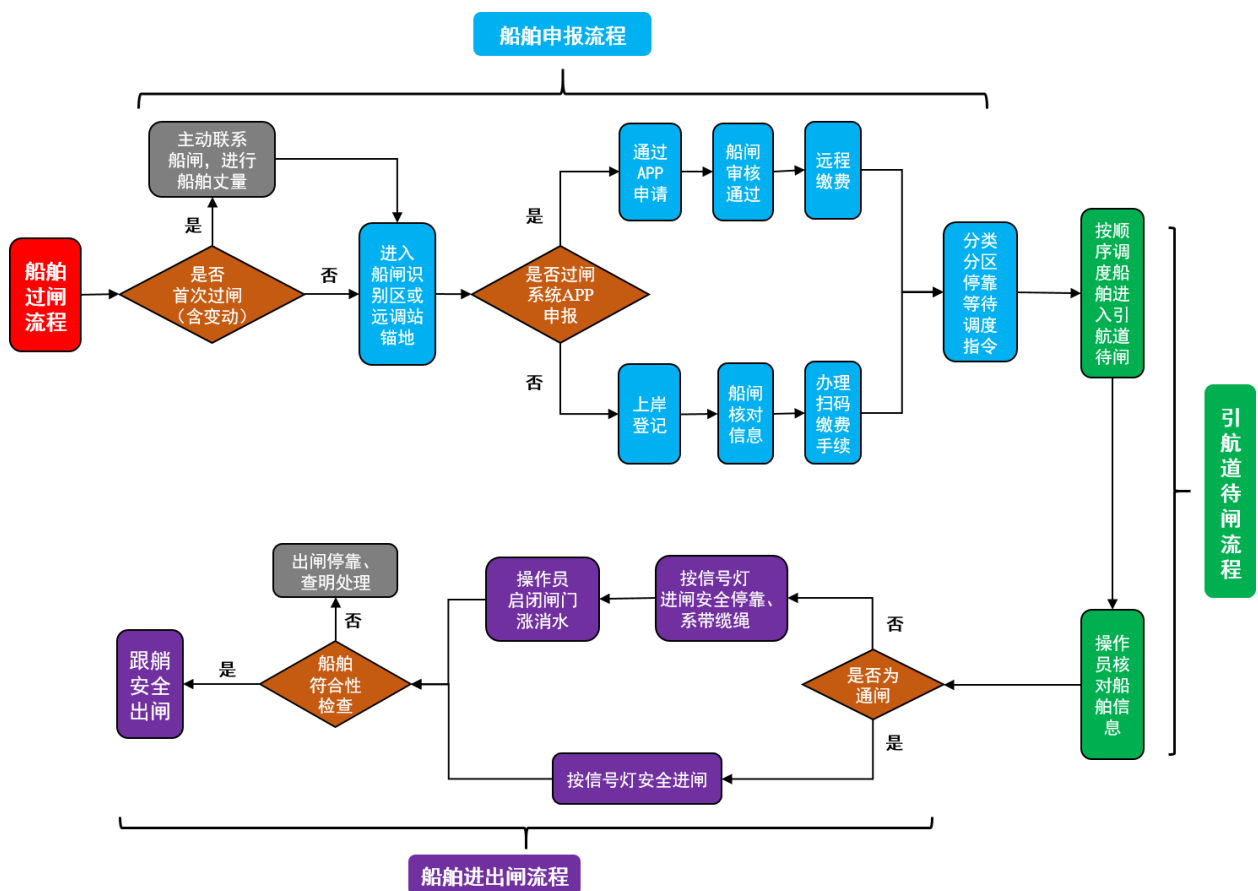 船舶申报流程
主动联系
船闸，进行
船舶丈量
是
船舶
过闸
流程
是否
首次过闸
（含变动）
否
进入
船闸识
别区或
远调站
锚地
是否过闸
系统APP
申报
是
通过
APP
申请
船闸
审核
通过
远程
缴费
否
上岸
登记
船闸
核对
信息
办理
扫码
缴费
手续
分类
分区
停靠
等待
调度
指令
按顺
序调
度船
舶进
入引
航道
待闸
引航道待闸流程
操作
员核
对船
舶信
息
是否为
通闸
否
按信号灯
进闸安全停靠、
系带缆绳
操作员
启闭闸门
涨消水
是
按信号灯安全进闸
船舶
符合性
检查
否
出闸停靠、
查明处理
是
跟艄
安全
出闸
船舶进出闸流程